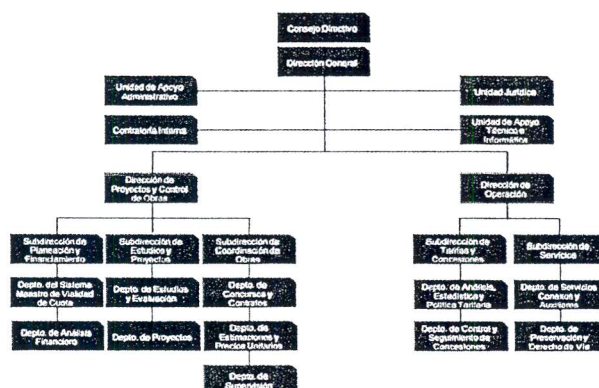 Consejo Directivo
Dirección General
Unidad de Apoyo
Administrativo
Unidad Jurídica
Contraloría Interna
Unidad de Apoyo
Técnico e
Informática
Dirección de
Proyectos y Control
de Obras
Dirección de
Operación
Subdirección de
Planeación y
Financiamiento
Subdirección de
Estudios y
Proyectos
Subdirección de
Coordinación de
Obras
Subdirección de
Tarifas y
Concesiones
Subdirección de
Servicios
Depto. del Sistema
Maestro de Vialidad
de Cuota
Depto. de Estudios
y Evaluación
Depto. de
Concursos y
Contratos
Depto. de Análisis,
Estadística y
Política Tarifaria
Depto. de Servicios
Conexos y
Auxiliares
Depto. de Análisis
Financiero
Depto. de Proyectos
Depto. de
Estimaciones y
Precios Unitarios
Depto. de Control y
Seguimiento de
Concesiones
Depto. de
Preservación y
Derecho de Vía
Depto. de
Supervisión